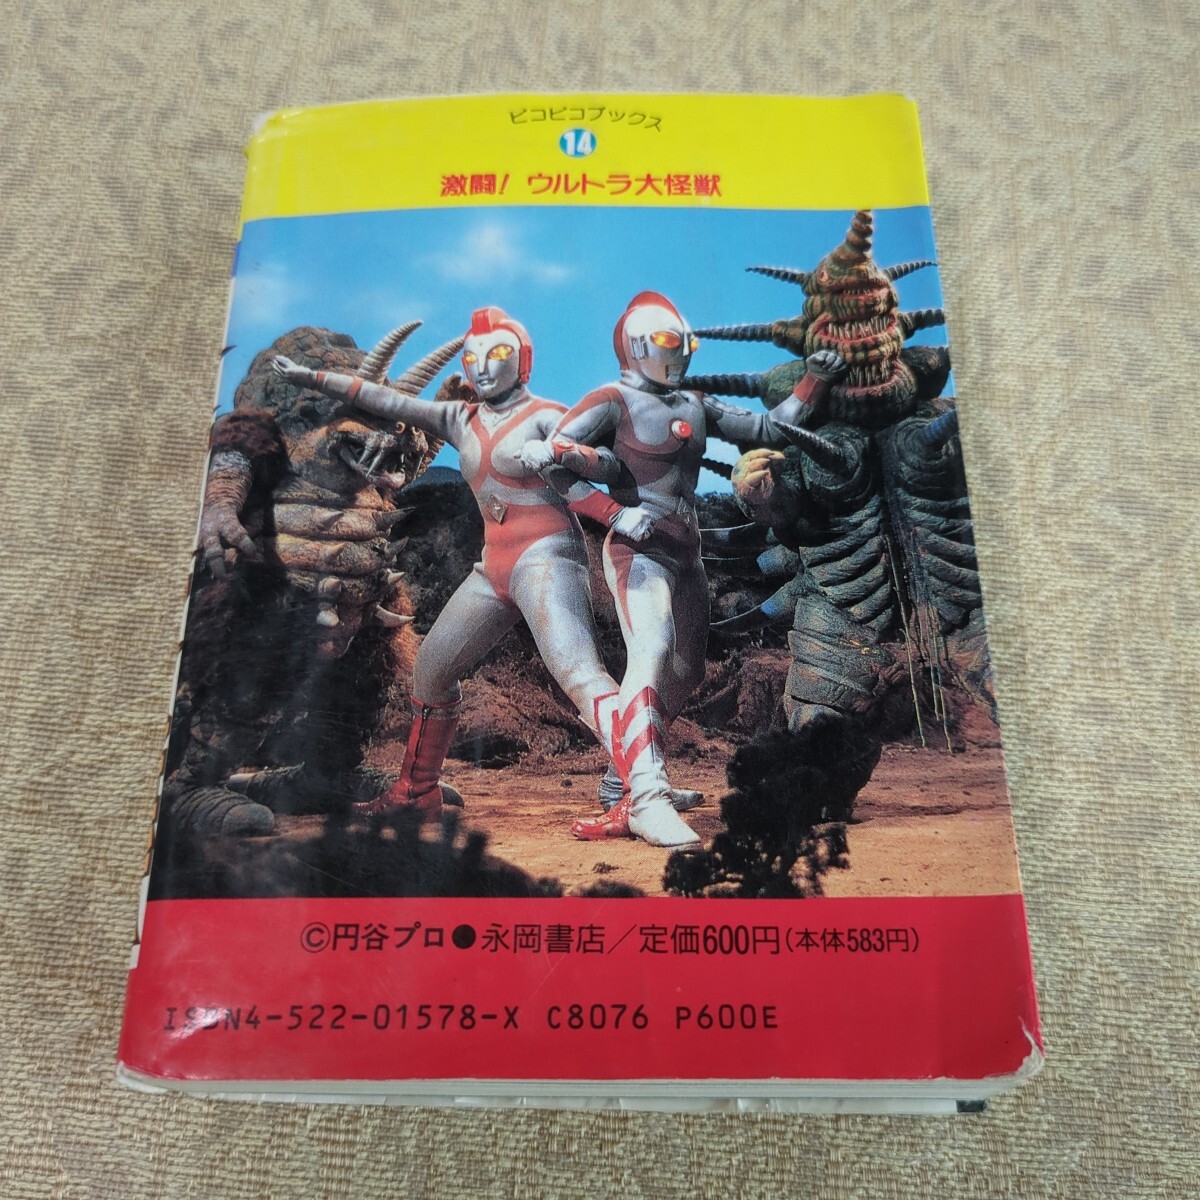 ピコピコブックス
14
激闘! ウルトラ大怪獣
©円谷プロ●永岡書店／定価600円(本体583円)
ISBN4-522-01578-X C8076 P600E